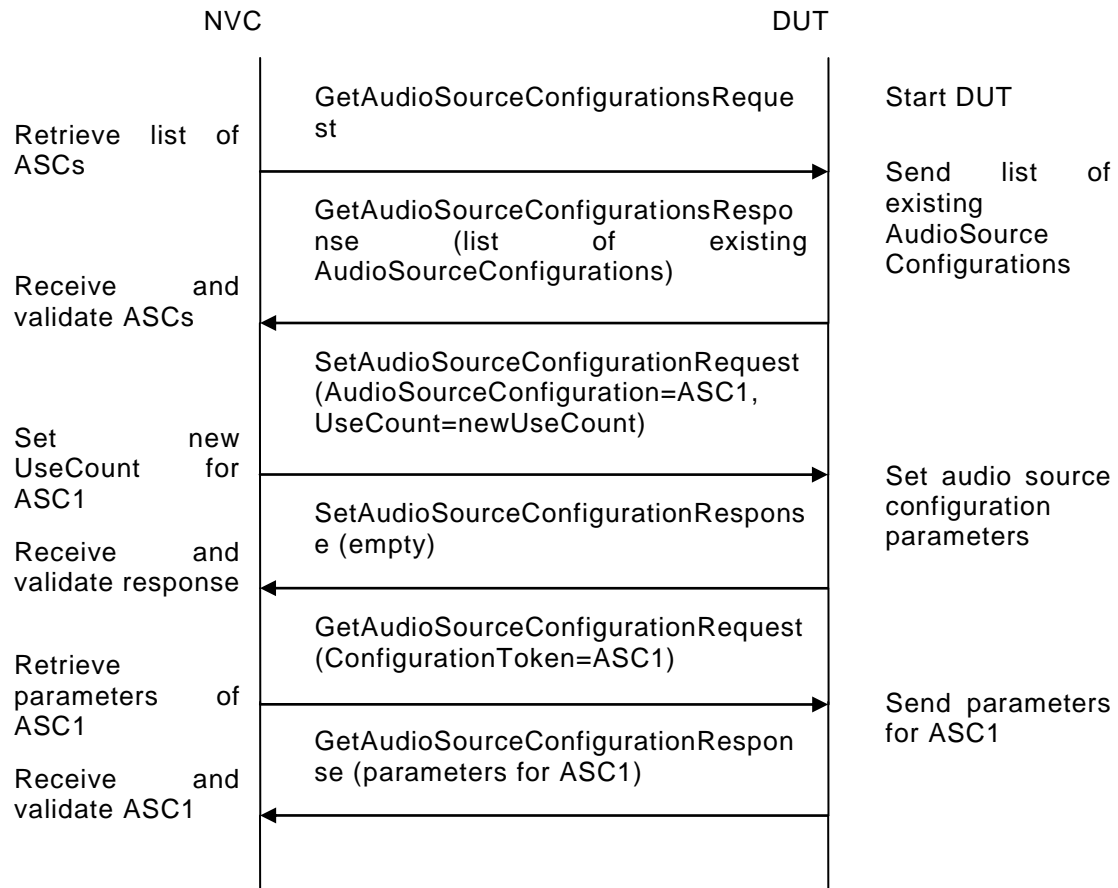 NVC
DUT
GetAudioSourceConfigurationsReque
st
Start DUT
Retrieve list of
ASCs
Send list of
existing
AudioSource
Configurations
GetAudioSourceConfigurationsRespo
nse (list of existing
AudioSourceConfigurations)
Receive and
validate ASCs
SetAudioSourceConfigurationRequest
(AudioSourceConfiguration=ASC1,
UseCount=newUseCount)
Set new
UseCount for
ASC1
Set audio source
configuration
parameters
SetAudioSourceConfigurationRespons
e (empty)
Receive and
validate response
GetAudioSourceConfigurationRequest
(ConfigurationToken=ASC1)
Retrieve
parameters of
ASC1
Send parameters
for ASC1
GetAudioSourceConfigurationRespon
se (parameters for ASC1)
Receive and
validate ASC1